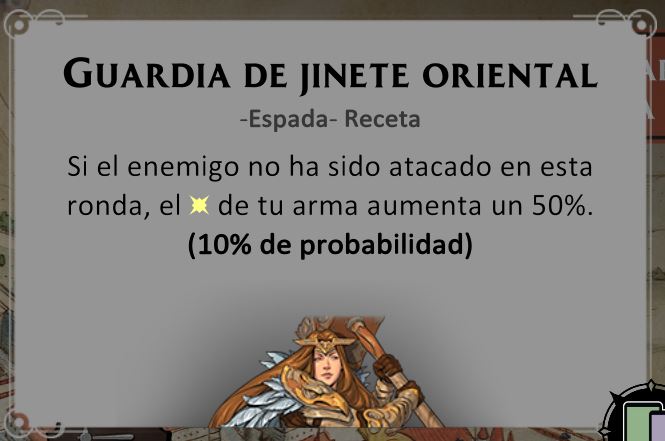 GUARDIA DE JINETE ORIENTAL
-Espada- Receta
Si el enemigo no ha sido atacado en esta
ronda, el de tu arma aumenta un 50%.
(10% de probabilidad)